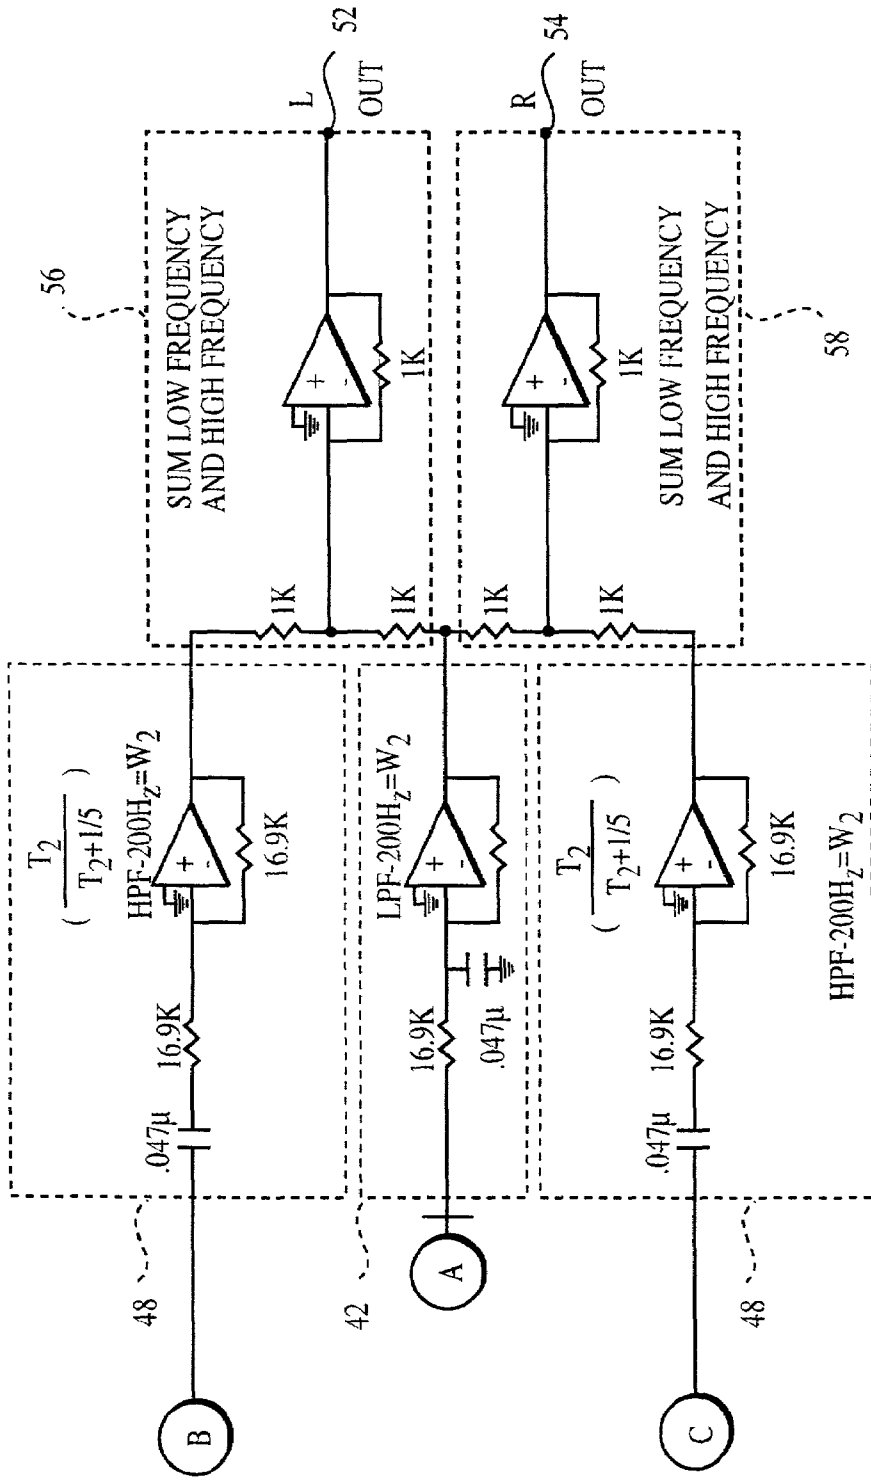 56
SUM LOW FREQUENCY
AND HIGH FREQUENCY
L
OUT
52
+
-
1K
1K
1K
48
B
.047µ
16.9K
( T2
T2+1/5 )
HPF-200HZ=W2
+
-
16.9K
42
A
16.9K
.047µ
LPF-200HZ=W2
+
-
1K
1K
+
-
1K
R
OUT
54
SUM LOW FREQUENCY
AND HIGH FREQUENCY
58
48
C
.047µ
16.9K
( T2
T2+1/5 )
+
-
16.9K
HPF-200HZ=W2